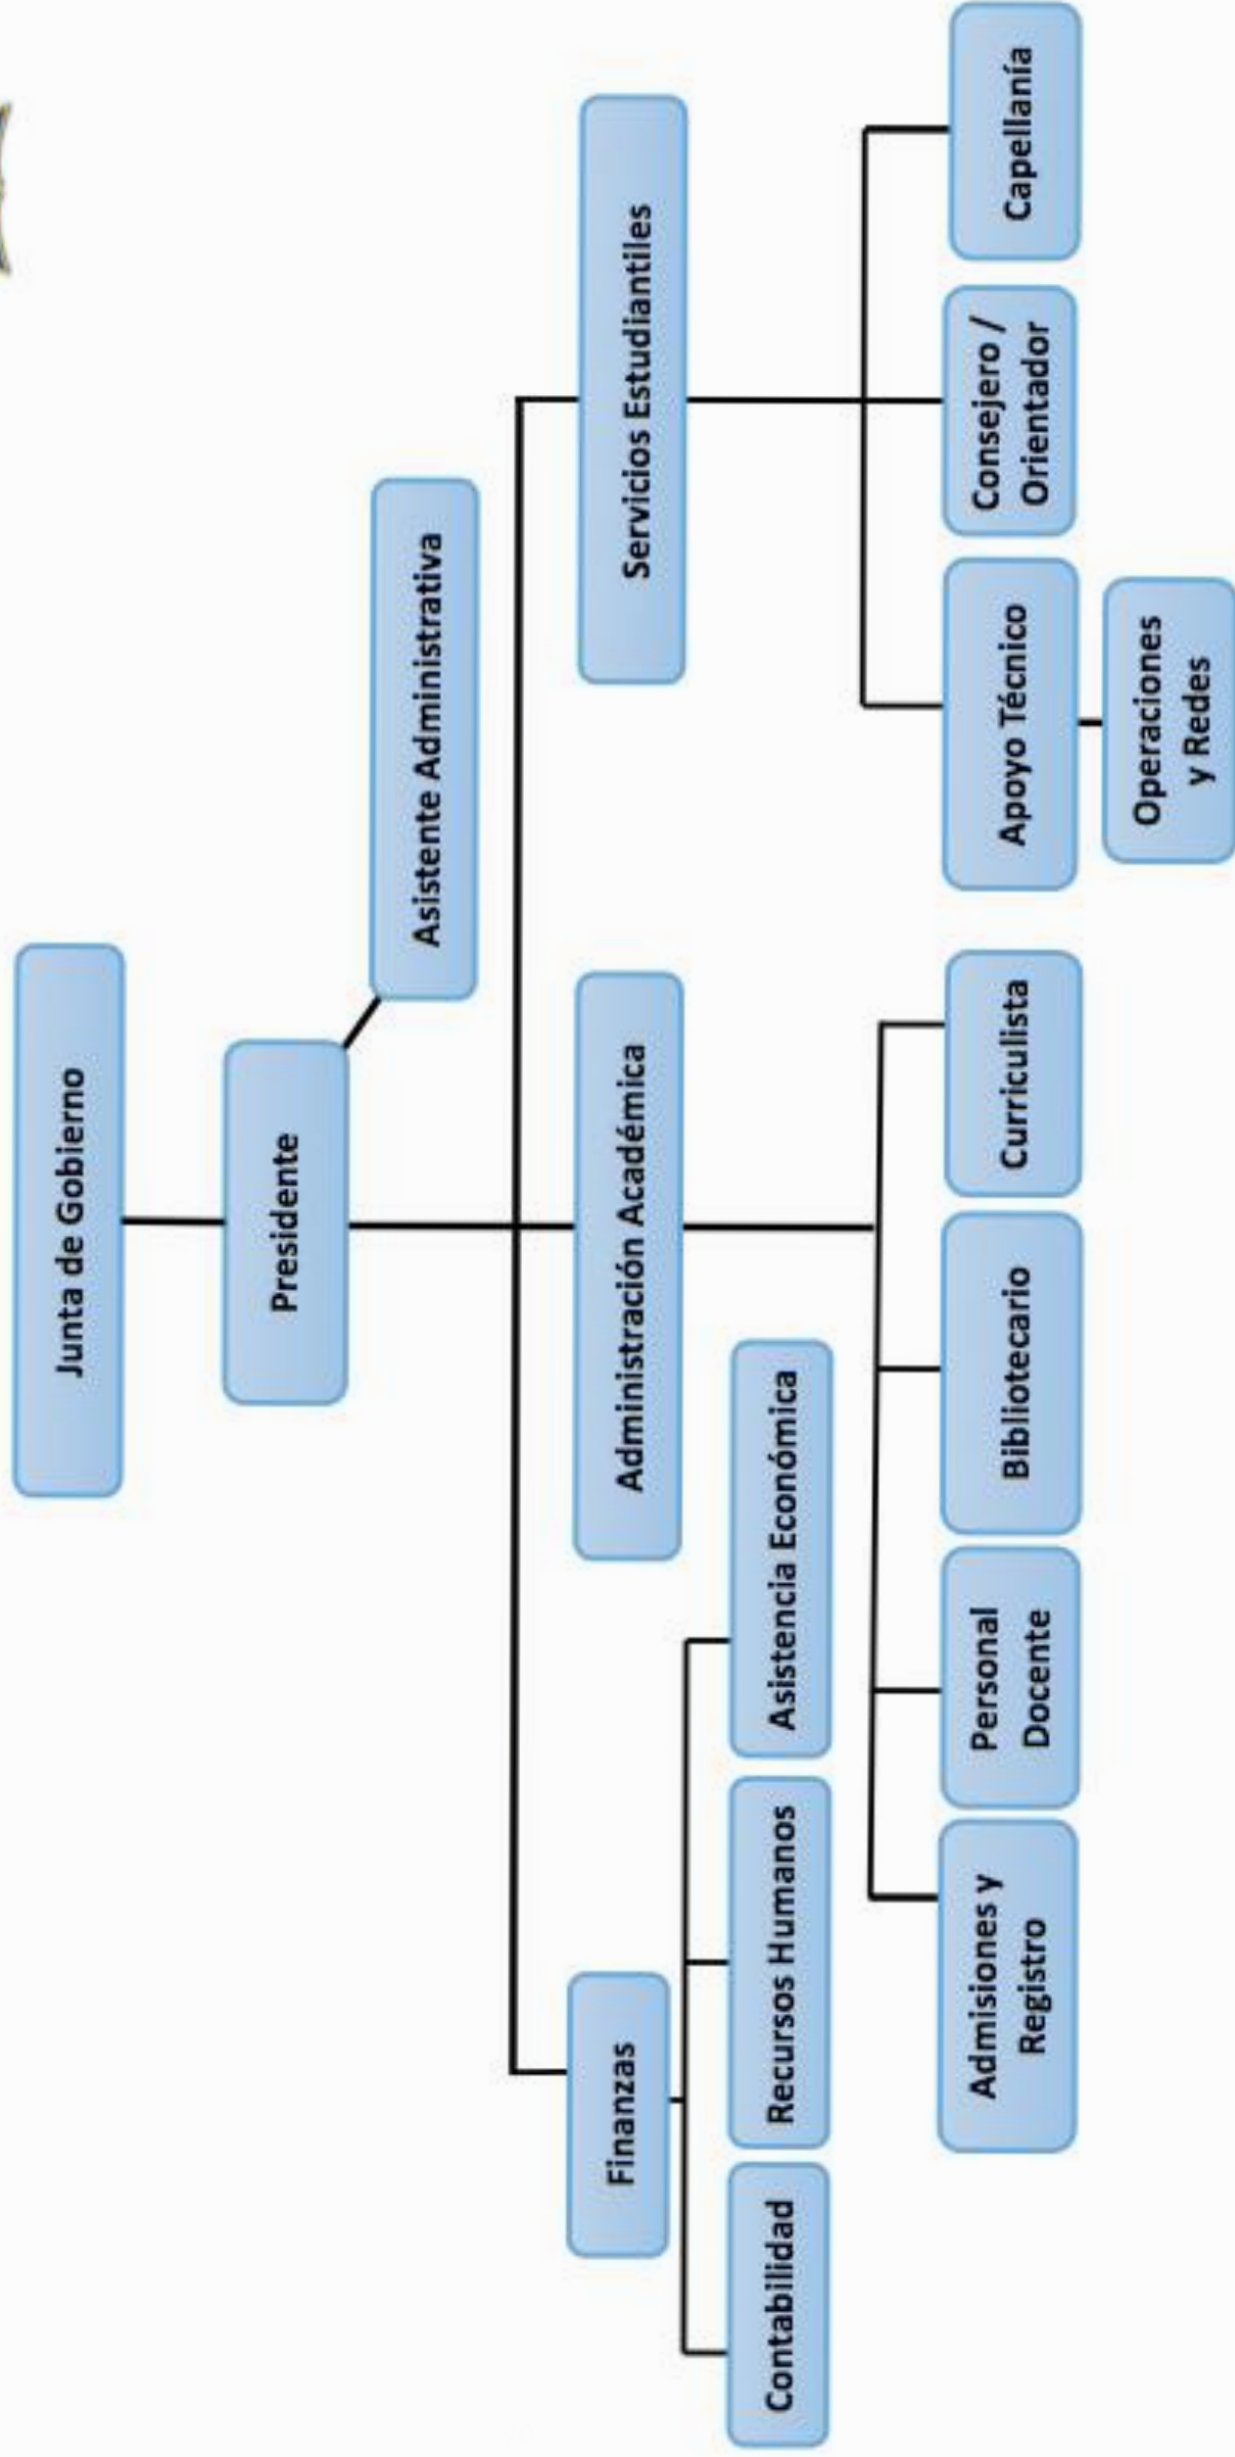 Junta de Gobierno
Presidente
Asistente Administrativa
Finanzas
Administración Académica
Servicios Estudiantiles
Contabilidad
Recursos Humanos
Asistencia Económica
Admisiones y
Registro
Personal
Docente
Bibliotecario
Curriculista
Apoyo Técnico
Consejero /
Orientador
Capellanía
Operaciones
y Redes